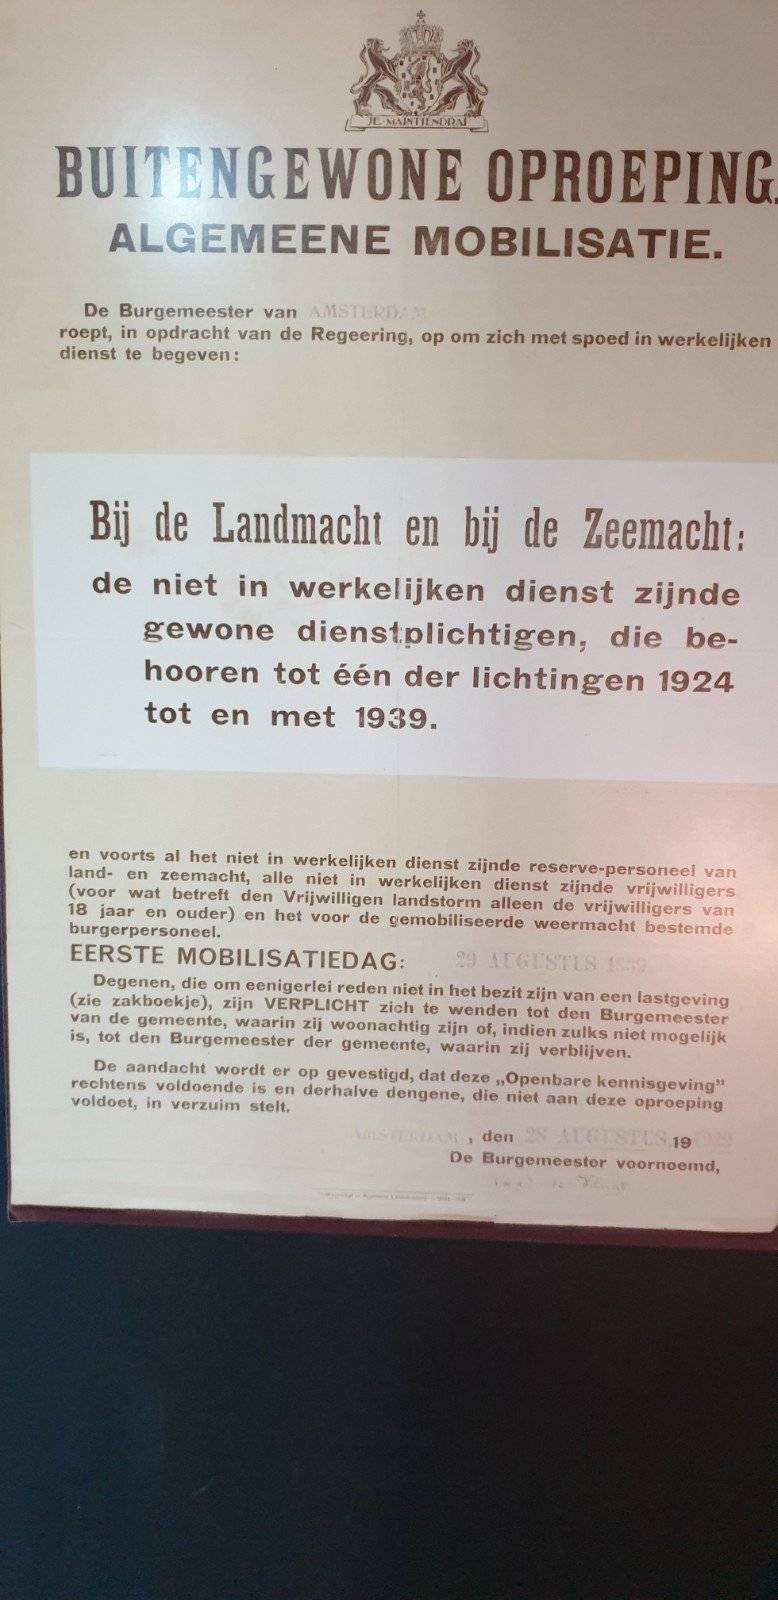 JE MAINTIENDRAI
BUITENGEWONE OPROEPING.
ALGEMEENE MOBILISATIE.
De Burgemeester van AMSTERDAM
roept, in opdracht van de Regeering, op om zich met spoed in werkelijken
dienst te begeven:
Bij de Landmacht en bij de Zeemacht:
de niet in werkelijken dienst zijnde
gewone dienstplichtigen, die be-
hooren tot één der lichtingen 1924
tot en met 1939.
en voorts al het niet in werkelijken dienst zijnde reserve-personeel van
land- en zeemacht, alle niet in werkelijken dienst zijnde vrijwilligers
(voor wat betreft den Vrijwilligen landstorm alleen de vrijwilligers van
18 jaar en ouder) en het voor de gemobiliseerde weermacht bestemde
burgerpersoneel.
EERSTE MOBILISATIEDAG: 29 AUGUSTUS 1939
Degenen, die om eenigerlei reden niet in het bezit zijn van een lastgeving
(zie zakboekje), zijn VERPLICHT zich te wenden tot den Burgemeester
van de gemeente, waarin zij woonachtig zijn of, indien zulks niet mogelijk
is, tot den Burgemeester der gemeente, waarin zij verblijven.
De aandacht wordt er op gevestigd, dat deze „Openbare kennisgeving”
rechtens voldoende is en derhalve dengene, die niet aan deze oproeping
voldoet, in verzuim stelt.
AMSTERDAM, den 28 AUGUSTUS 19
De Burgemeester voornoemd,